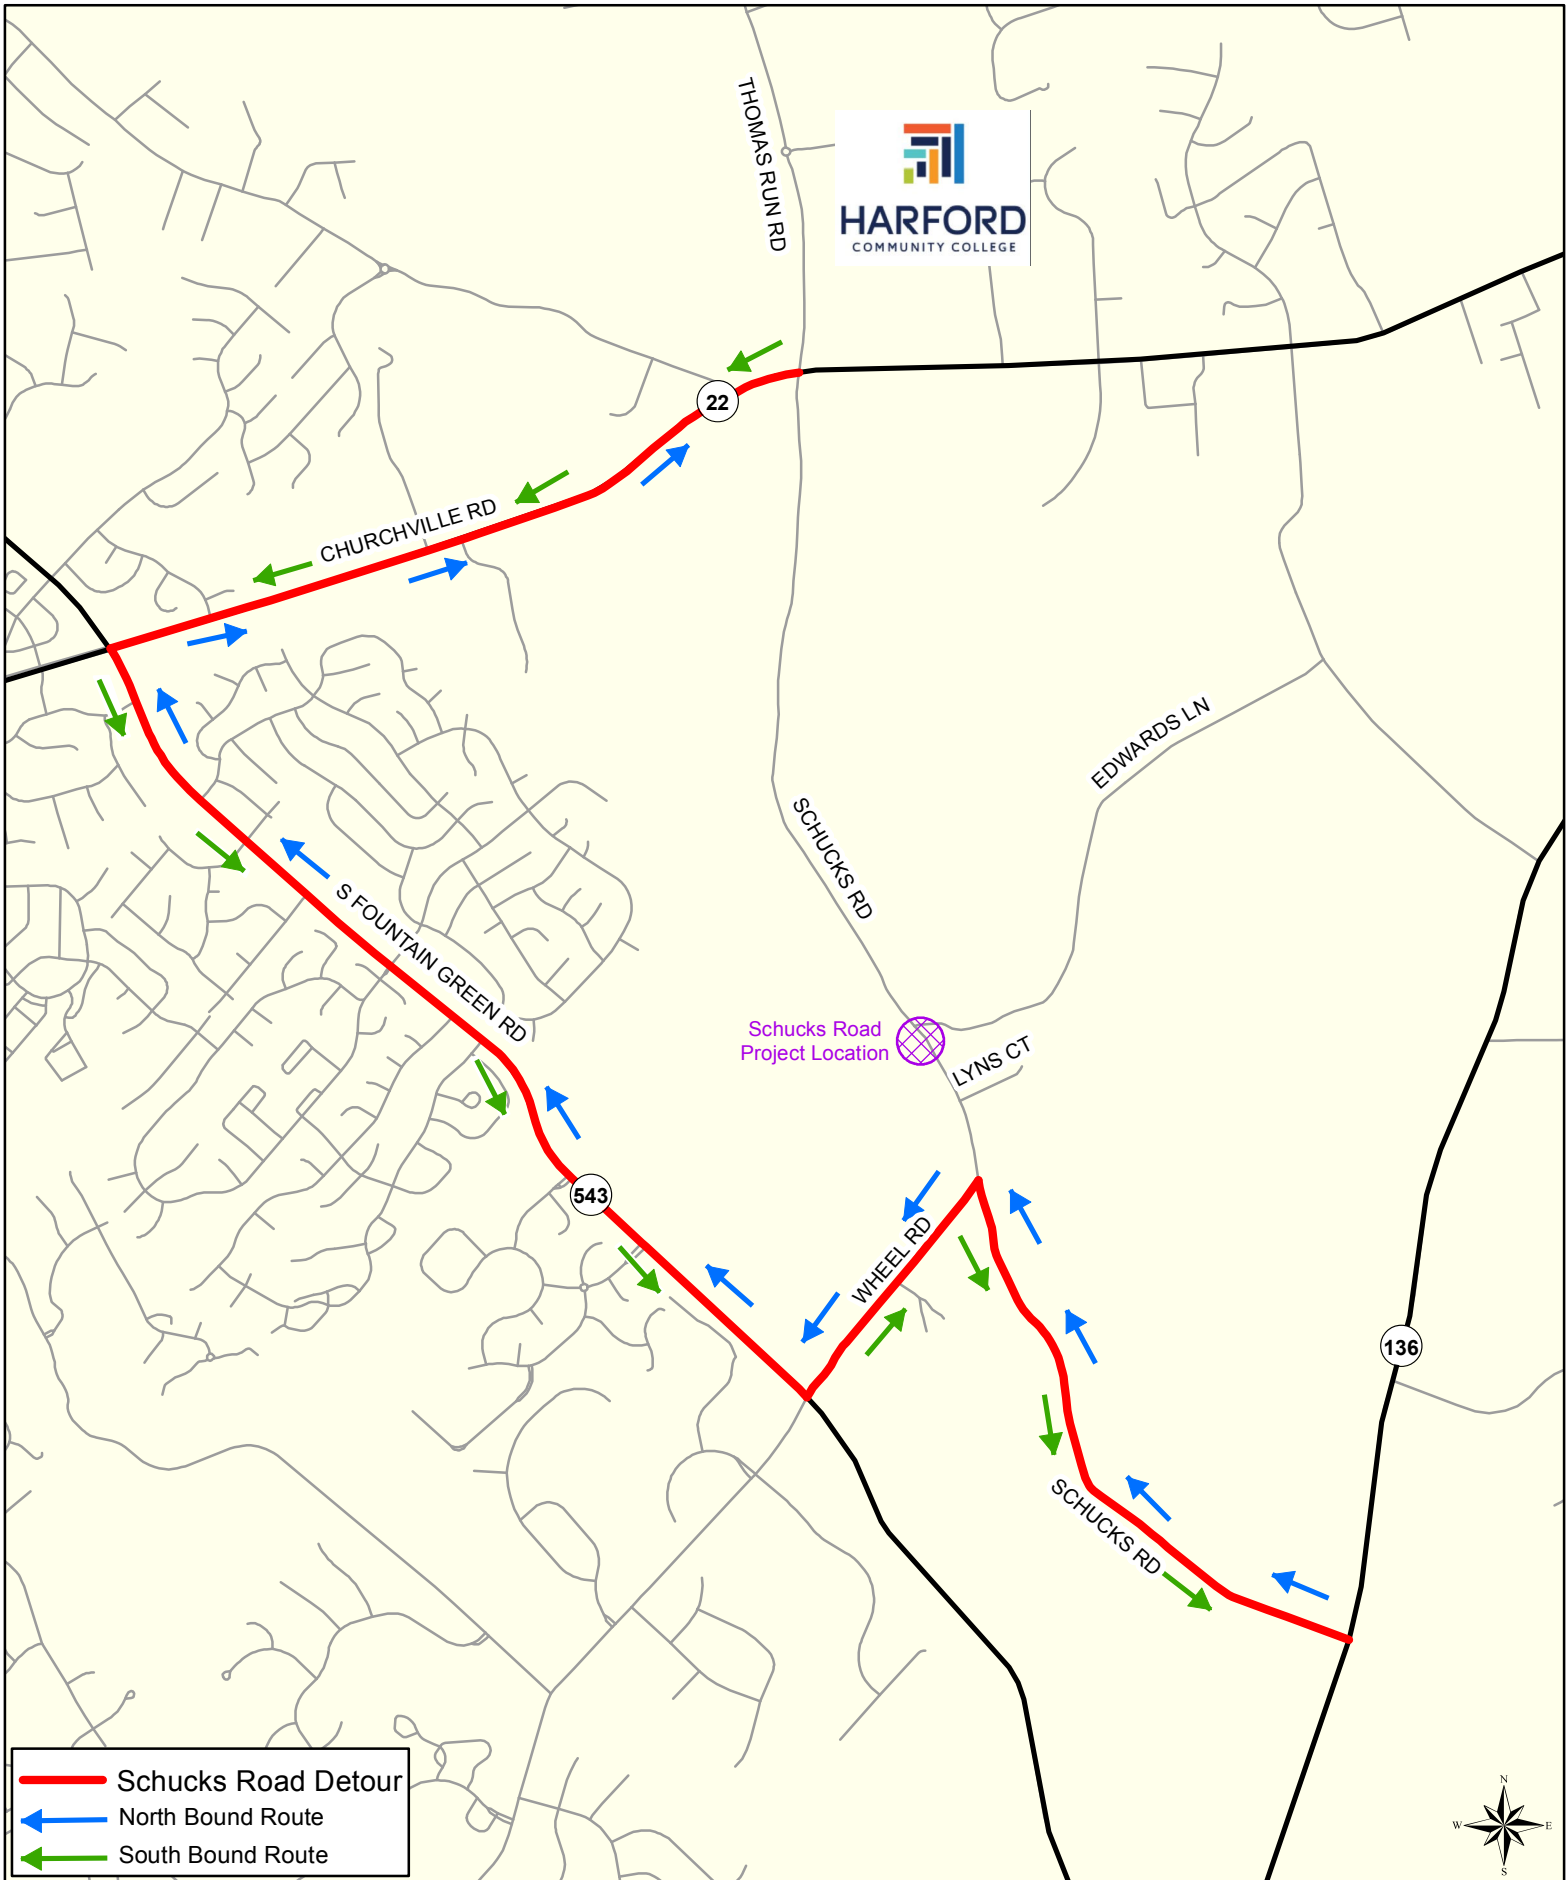 THOMAS RUN RD
HARFORD
COMMUNITY COLLEGE
22
CHURCHVILLE RD
EDWARDS LN
SCHUCKS RD
S FOUNTAIN GREEN RD
Schucks Road
Project Location
LYNS CT
543
WHEEL RD
136
SCHUCKS RD
Schucks Road Detour
North Bound Route
South Bound Route
N
W
E
S